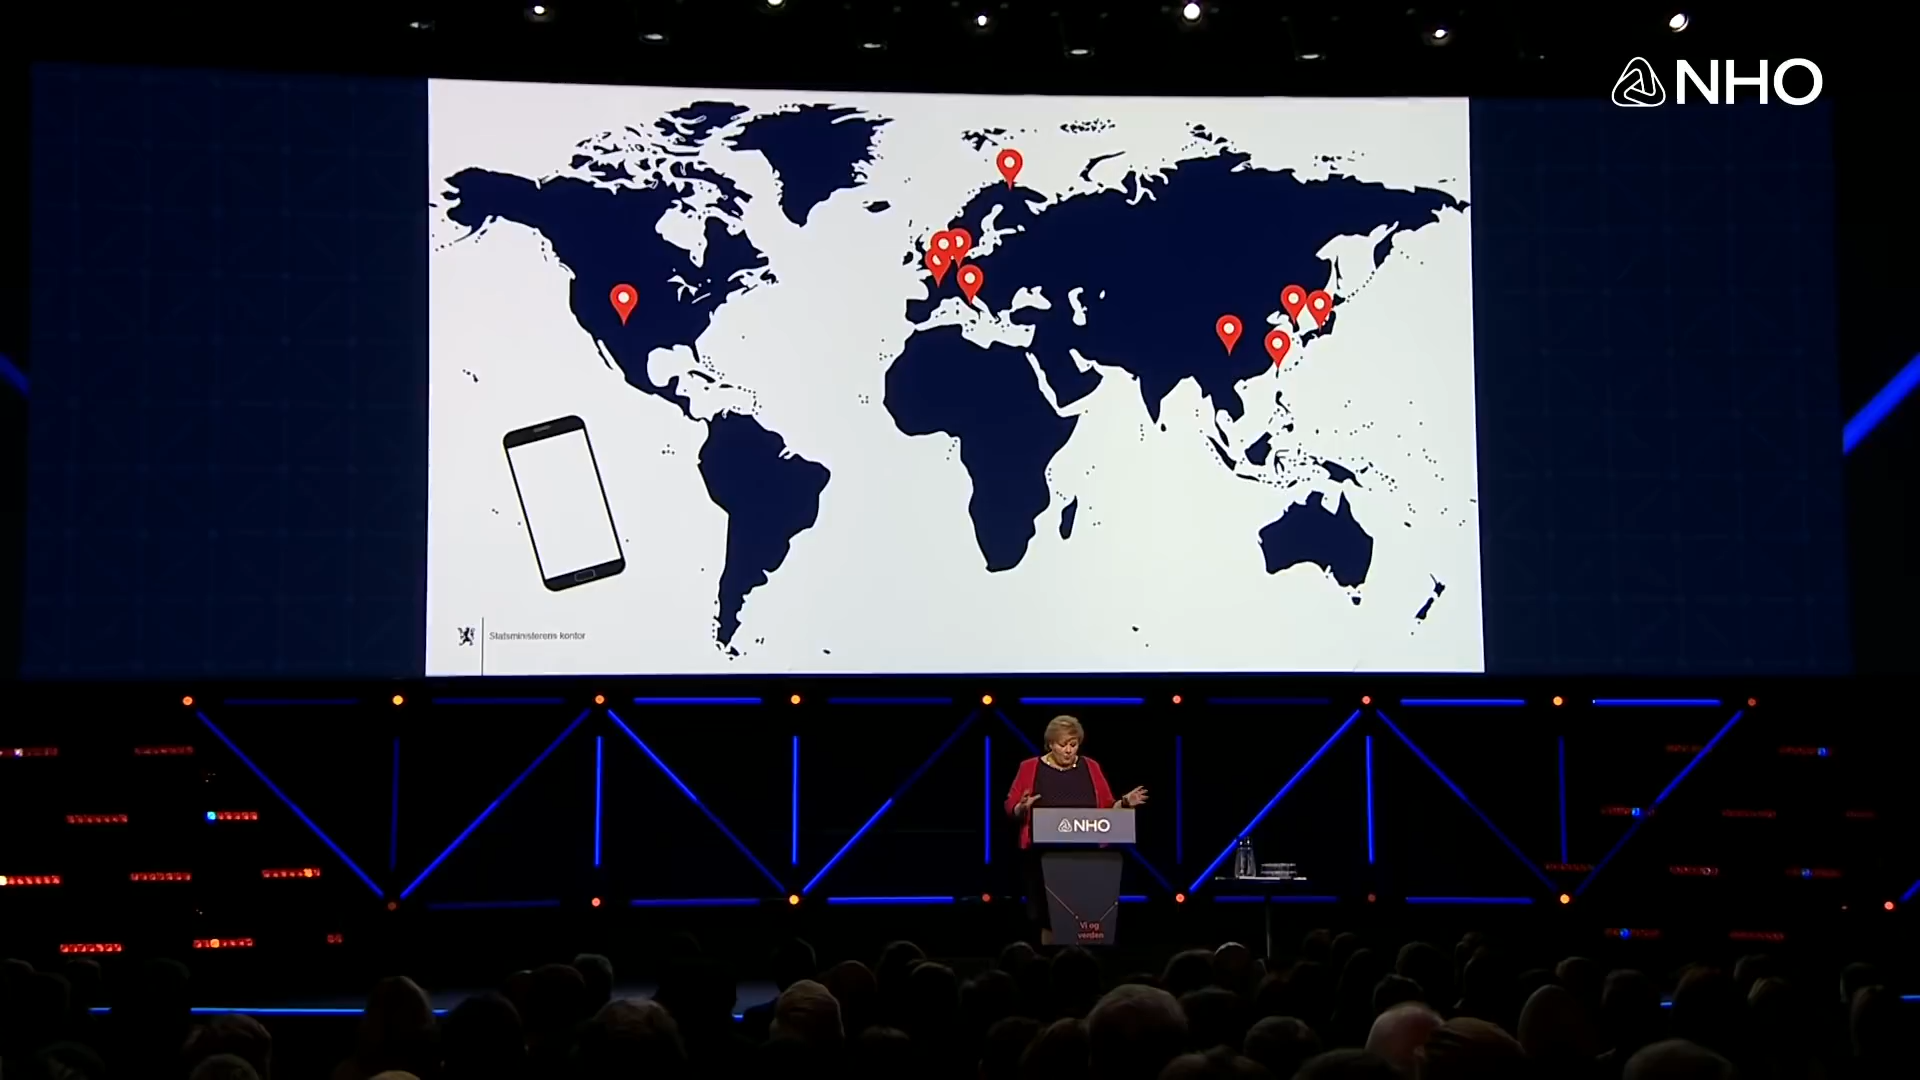 NHO
Statsministerens kontor
NHO
Vi og
verden